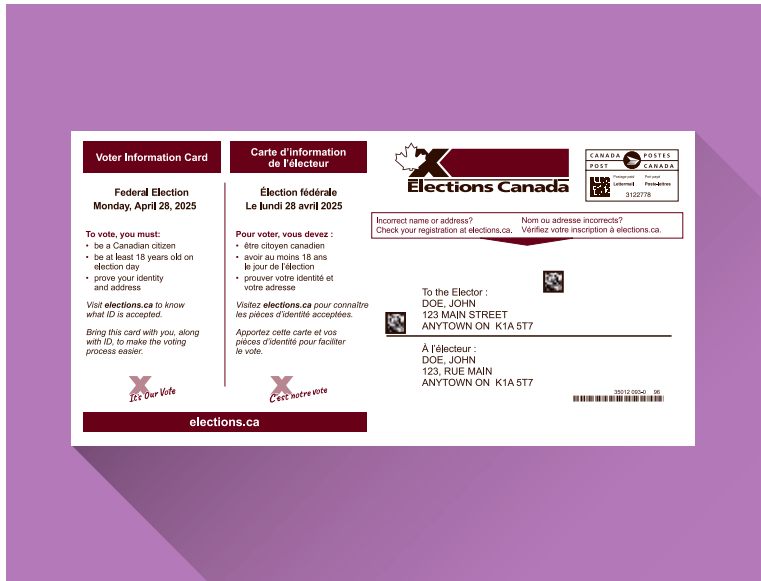 Voter Information Card
Federal Election
Monday, April 28, 2025
To vote, you must:
• be a Canadian citizen
• be at least 18 years old on
election day
• prove your identity
and address
Visit elections.ca to know
what ID is accepted.
Bring this card with you, along
with ID, to make the voting
process easier.
X
It's Our Vote
Carte d'information
de l'électeur
Élection fédérale
Le lundi 28 avril 2025
Pour voter, vous devez :
• être citoyen canadien
• avoir au moins 18 ans
le jour de l'élection
• prouver votre identité et
votre adresse
Visitez elections.ca pour connaître
les pièces d'identité acceptées.
Apportez cette carte et vos
pièces d'identité pour faciliter
le vote.
X
C'est notre vote
elections.ca
X
Elections Canada
CANADA POSTES
POST CANADA
Postage paid Port payé
Lettermail Poste-lettres
3122778
Incorrect name or address?
Check your registration at elections.ca.
Nom ou adresse incorrects?
Vérifiez votre inscription à elections.ca.
To the Elector :
DOE, JOHN
123 MAIN STREET
ANYTOWN ON K1A 5T7
À l'électeur :
DOE, JOHN
123, RUE MAIN
ANYTOWN ON K1A 5T7
35012 093-0 96